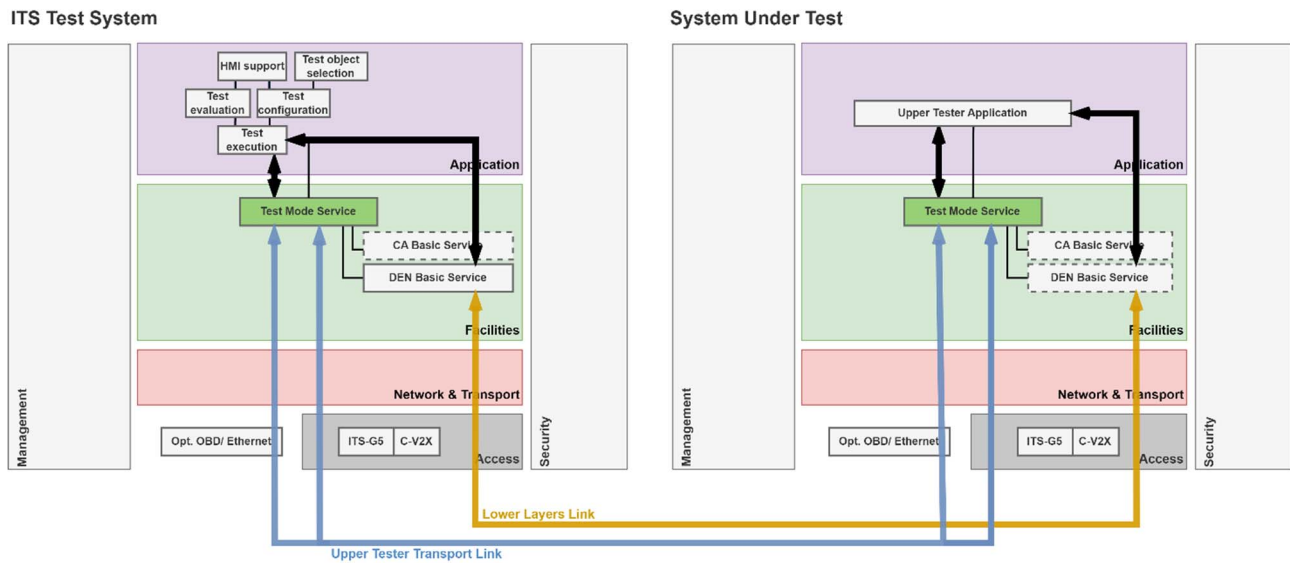 ITS Test System
System Under Test
HMI support
Test object
selection
Test
evaluation
Test
configuration
Test
execution
Application
Upper Tester Application
Application
Test Mode Service
CA Basic Service
DEN Basic Service
Facilities
Test Mode Service
CA Basic Service
DEN Basic Service
Facilities
Network & Transport
Network & Transport
Management
Opt. OBD/ Ethernet
ITS-G5
C-V2X
Access
Security
Management
Opt. OBD/ Ethernet
ITS-G5
C-V2X
Access
Security
Lower Layers Link
Upper Tester Transport Link